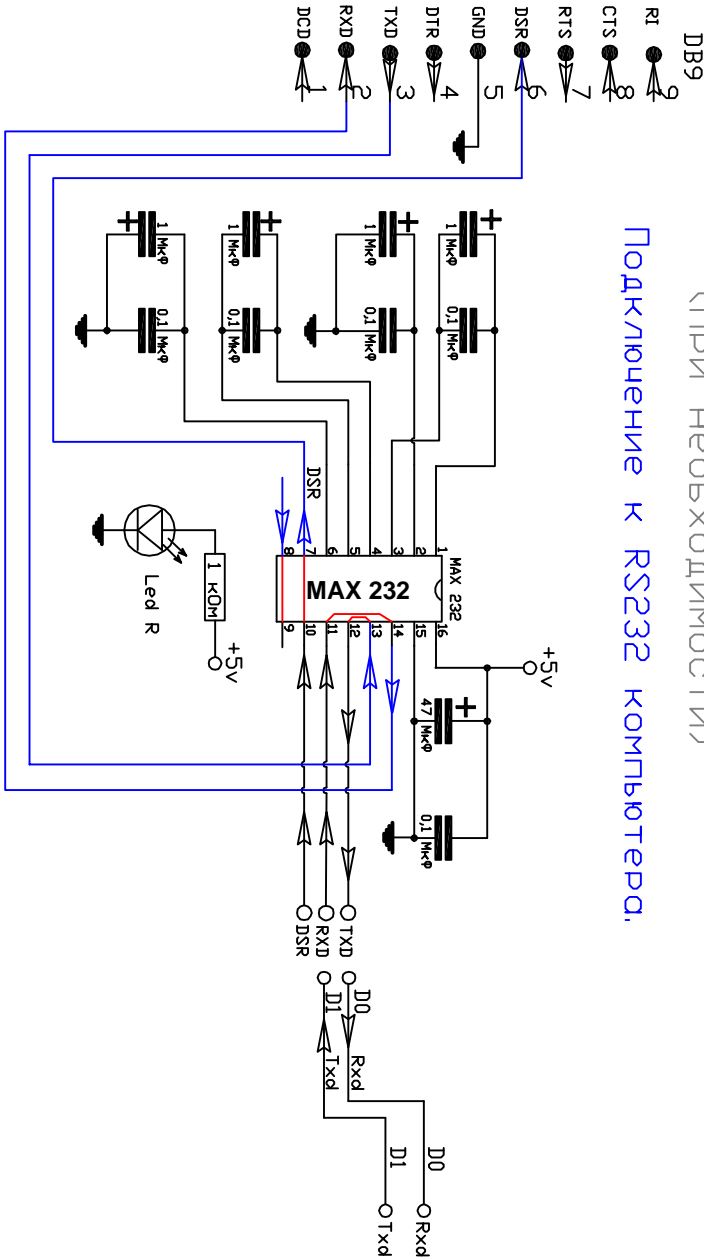 (при необходимости)
Подключение к RS232 компьютера.
DB9
RI 9
CTS 8
RTS 7
DSR 6
GND 5
DTR 4
TXD 3
RXD 2
DCD 1
+ 1 Мкф
0,1 Мкф
+ 1 Мкф
0,1 Мкф
+ 1 Мкф
0,1 Мкф
+ 1 Мкф
0,1 Мкф
DSR
MAX 232
MAX 232
1 2 3 4 5 6 7 8
16 15 14 13 12 11 10 9
+5v
+ 47 Мкф
0,1 Мкф
Led R
1 кОм
+5v
TXD
RXD
DSR
D0 Rxd
D1 Txd
D0 Rxd
D1 Txd